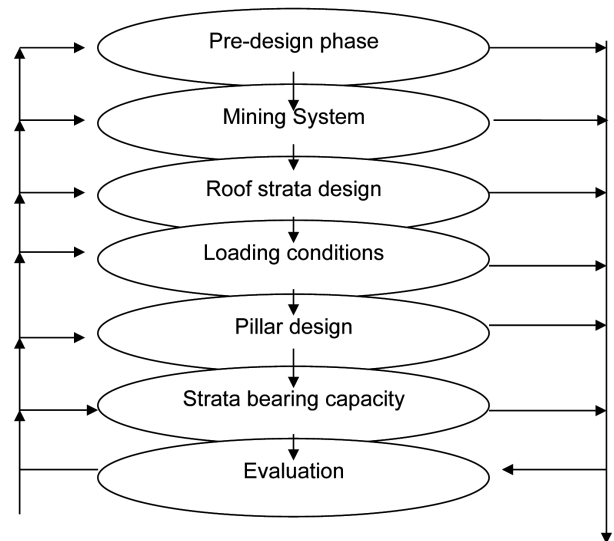 Pre-design phase
Mining System
Roof strata design
Loading conditions
Pillar design
Strata bearing capacity
Evaluation